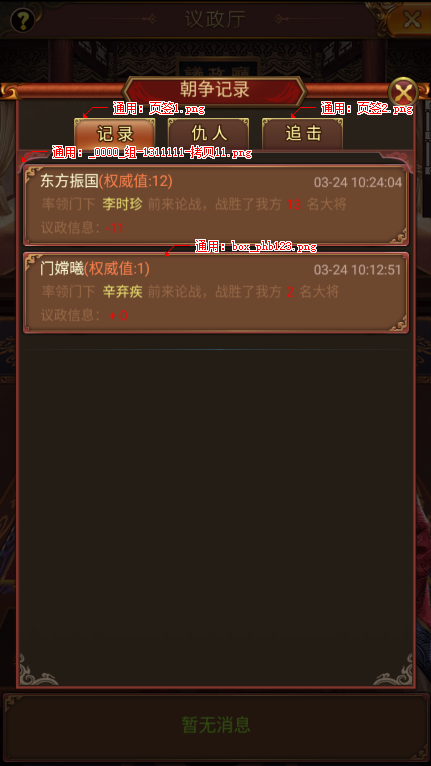 议政厅
朝争记录
通用：页签1.png
通用：页签2.png
记录
仇人
追击
通用：_0000_组-1311111-拷贝11.png
东方振国(权威值:12)
03-24 10:24:04
率领门下 李时珍 前来论战，战胜了我方 13 名大将
议政信息：-11
通用：box_phb123.png
门嫦曦(权威值:1)
03-24 10:12:51
率领门下 辛弃疾 前来论战，战胜了我方 2 名大将
议政信息：
暂无消息